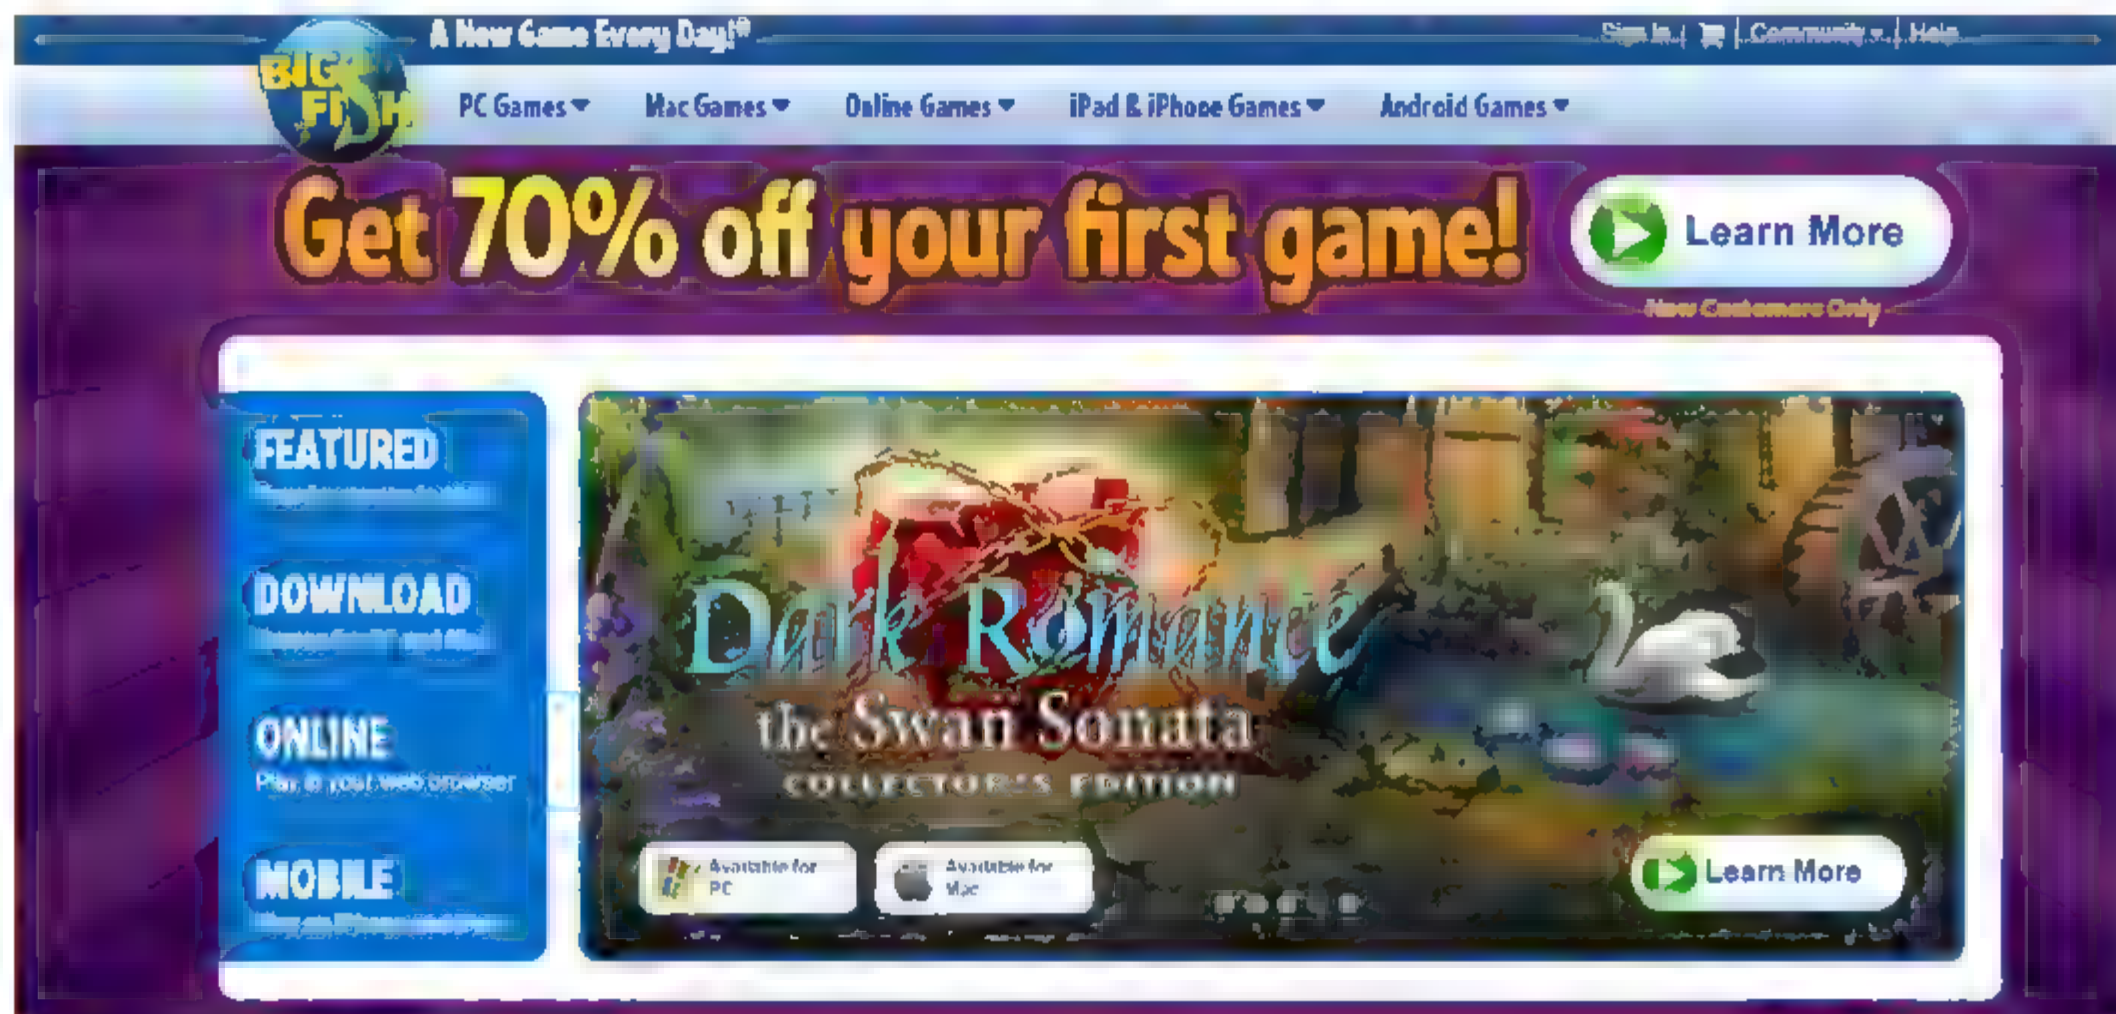 A New Game Every Day!®
Sign In | Community | Help
BIG
FISH
PC Games
Mac Games
Online Games
iPad & iPhone Games
Android Games
Get 70% off your first game!
Learn More
New Customers Only
FEATURED
DOWNLOAD
ONLINE
Play in your web browser
MOBILE
Dark Romance
the Swan Sonata
COLLECTOR'S EDITION
Available for
PC
Available for
Mac
Learn More